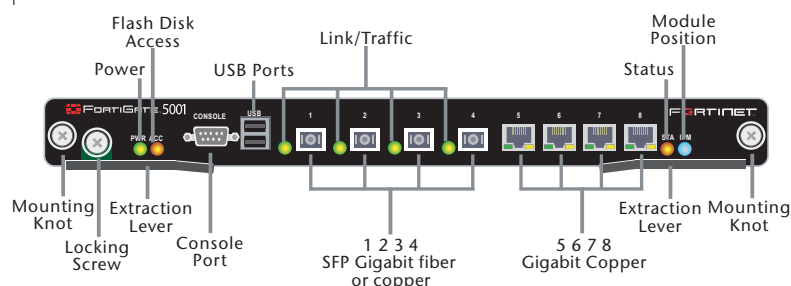 Flash Disk
Access
Power
USB Ports
Link/Traffic
Status
Module
Position
FORTIGATE 5001
PWR ACC
CONSOLE
USB
1
2
3
4
5
6
7
8
FORTINET
STA IPM
Mounting
Knot
Locking
Screw
Extraction
Lever
Console
Port
1 2 3 4
SFP Gigabit fiber
or copper
5 6 7 8
Gigabit Copper
Extraction
Lever
Mounting
Knot